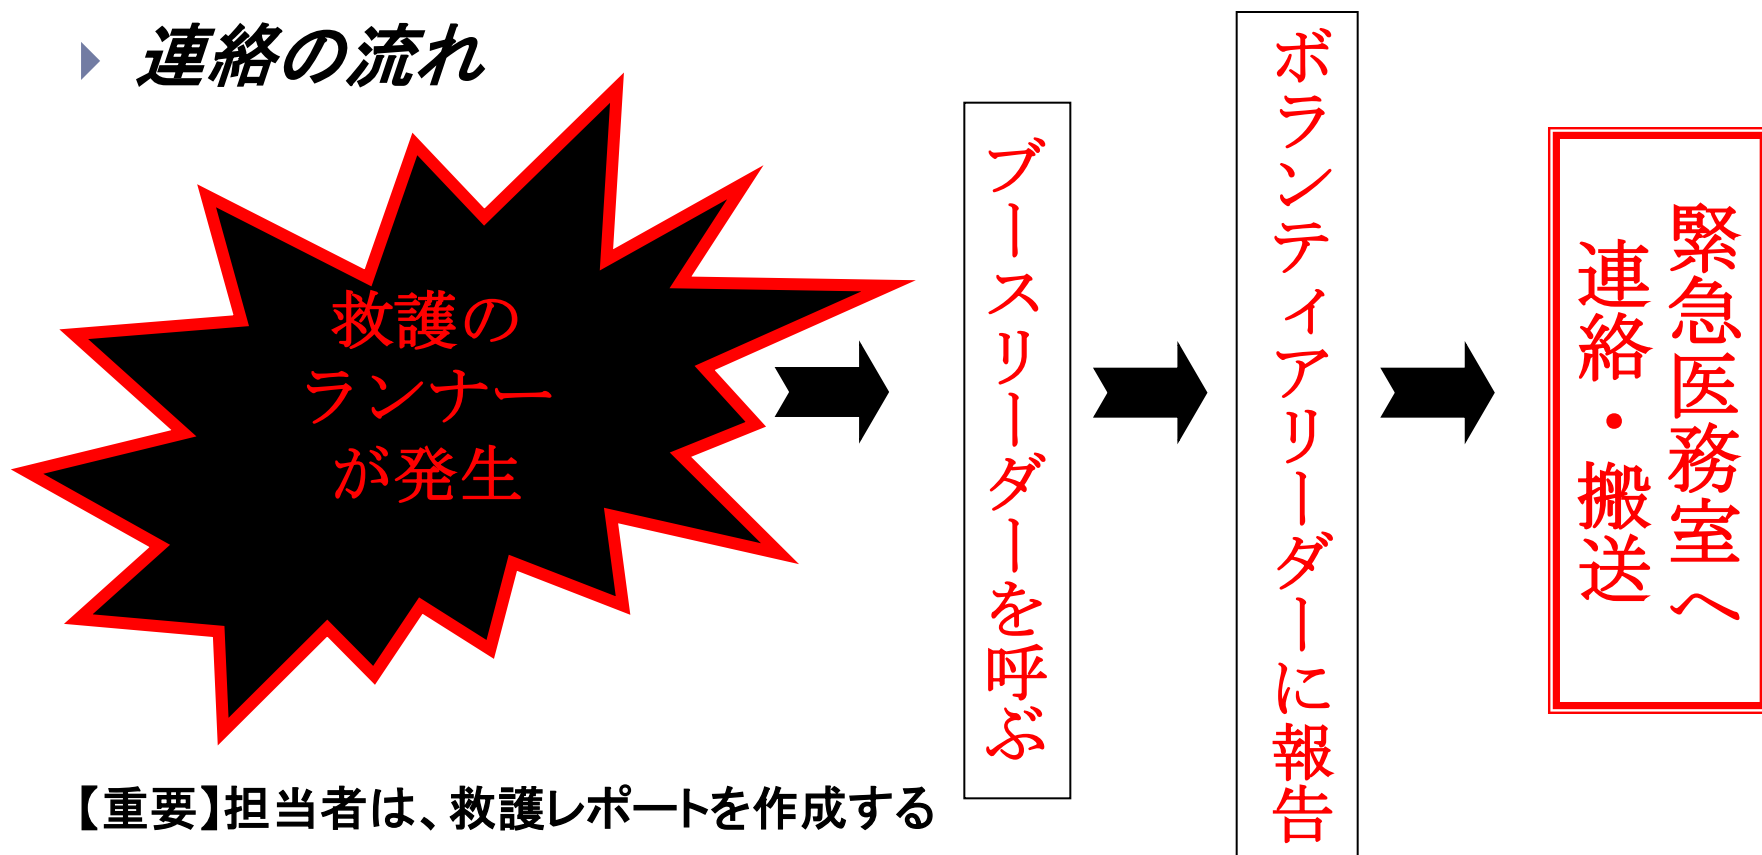 連絡の流れ
救護の
ランナー
が発生
ブースリーダーを呼ぶ
ボランティアリーダーに報告
緊急医務室へ
連絡・搬送
【重要】担当者は、救護レポートを作成する